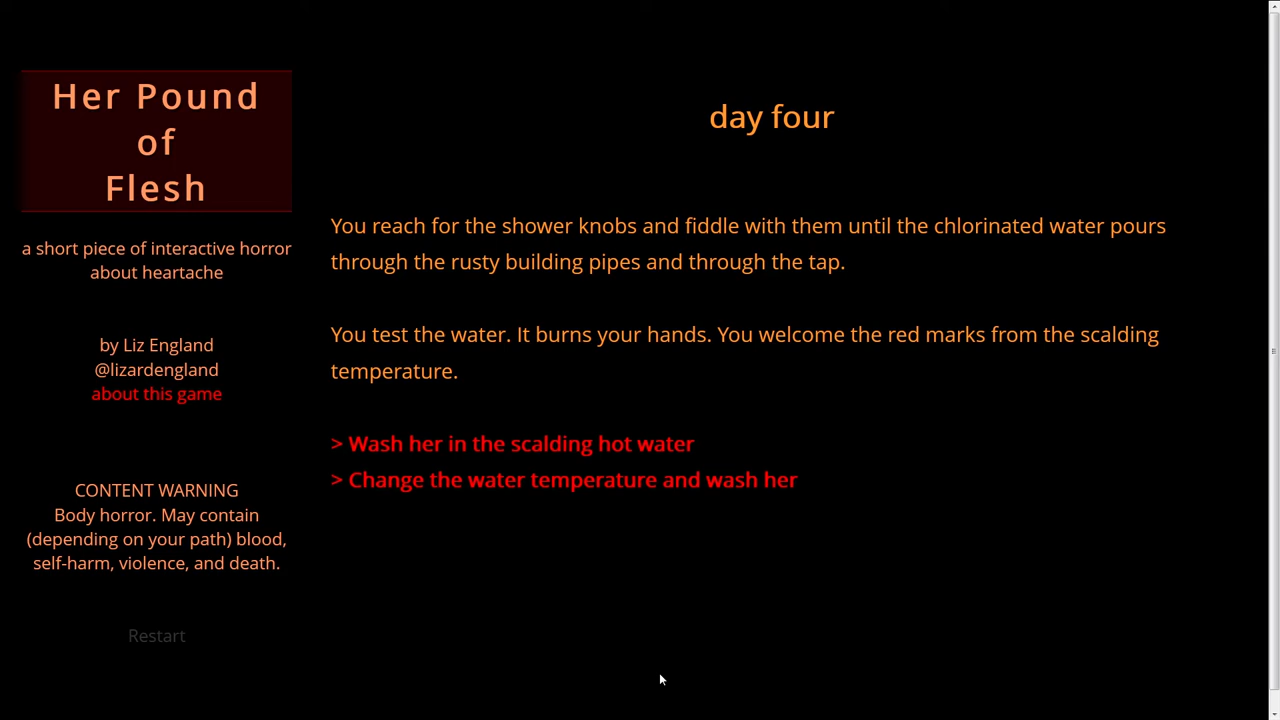 Her Pound
of
Flesh
a short piece of interactive horror
about heartache
by Liz England
@lizardengland
about this game
CONTENT WARNING
Body horror. May contain
(depending on your path) blood,
self-harm, violence, and death.
Restart
day four
You reach for the shower knobs and fiddle with them until the chlorinated water pours
through the rusty building pipes and through the tap.
You test the water. It burns your hands. You welcome the red marks from the scalding
temperature.
> Wash her in the scalding hot water
> Change the water temperature and wash her